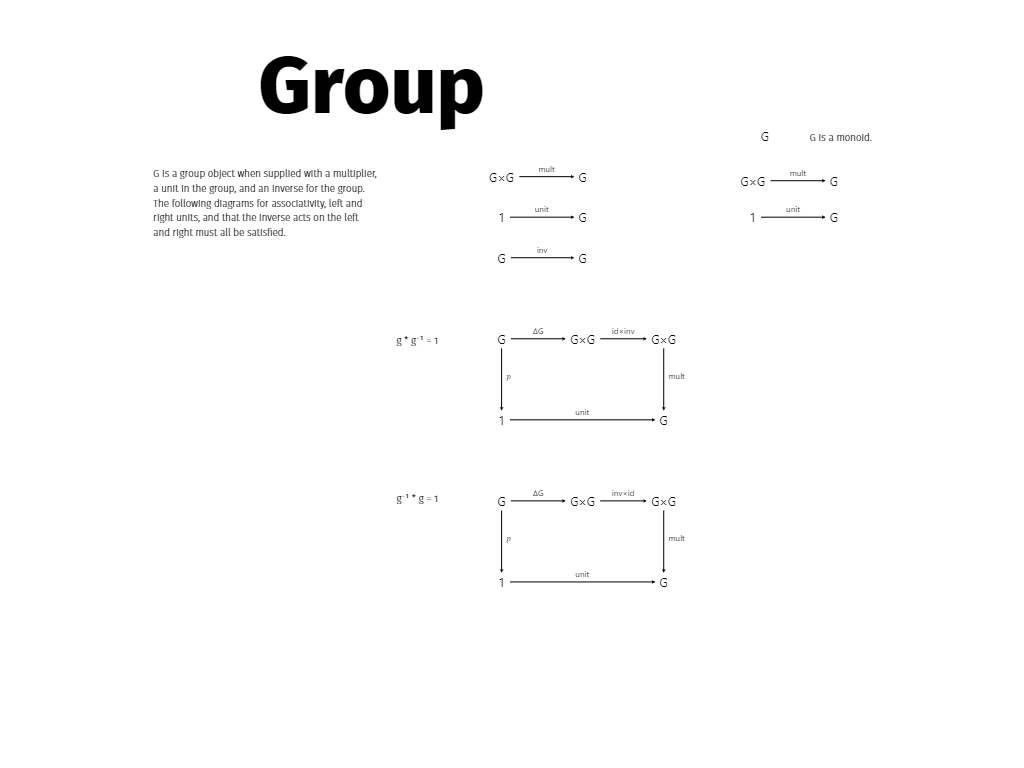 Group
G G is a monoid.
G is a group object when supplied with a multiplier,
a unit in the group, and an inverse for the group.
The following diagrams for associativity, left and
right units, and that the inverse acts on the left
and right must all be satisfied.
mult
G×G G
unit
1 G
inv
G G
mult
G×G G
unit
1 G
g * g⁻¹ = 1
ΔG id×inv
G G×G G×G
p mult
unit
1 G
g⁻¹ * g = 1
ΔG inv×id
G G×G G×G
p mult
unit
1 G